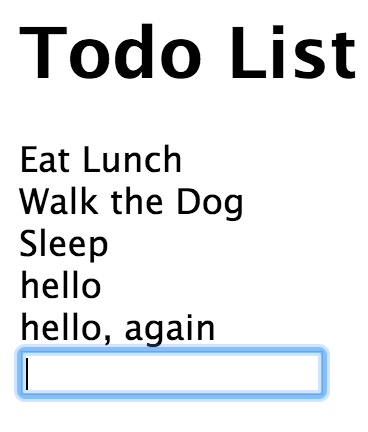 Todo List
Eat Lunch
Walk the Dog
Sleep
hello
hello, again